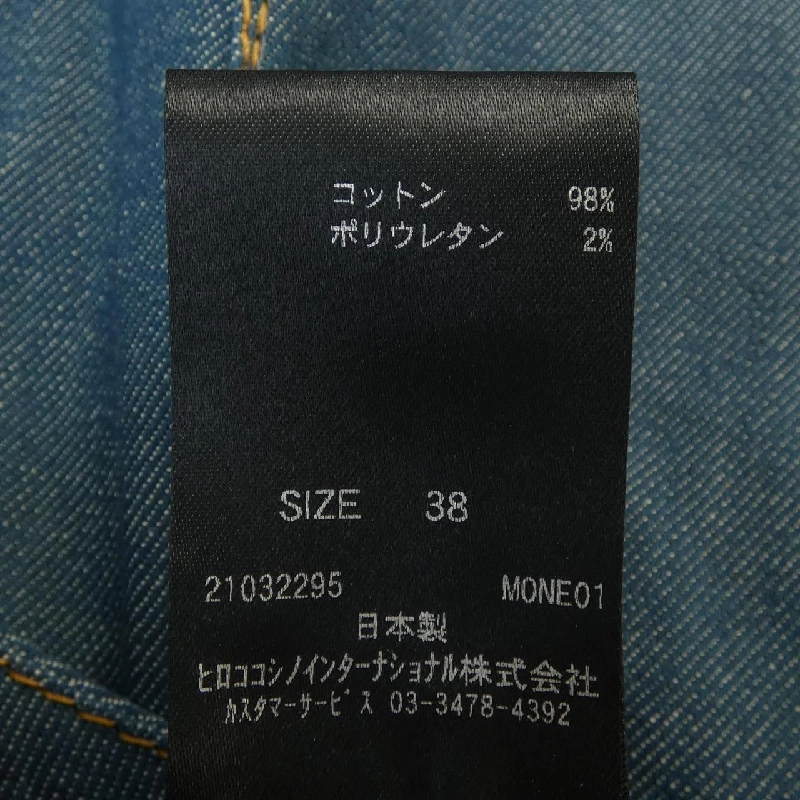 コットン 98%
ポリウレタン 2%
SIZE 38
21032295 MONE01
日本製
ヒロココシノインターナショナル株式会社
カスタマーサービス 03-3478-4392